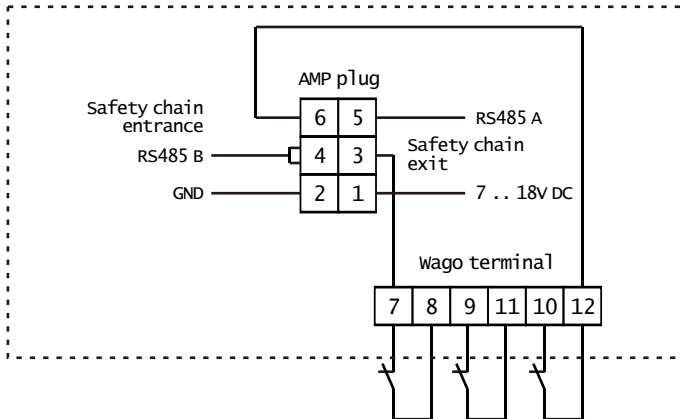 AMP plug
Safety chain
entrance
6 5
RS485 A
RS485 B
4 3
Safety chain
exit
GND
2 1
7 .. 18V DC
Wago terminal
7 8 9 11 10 12